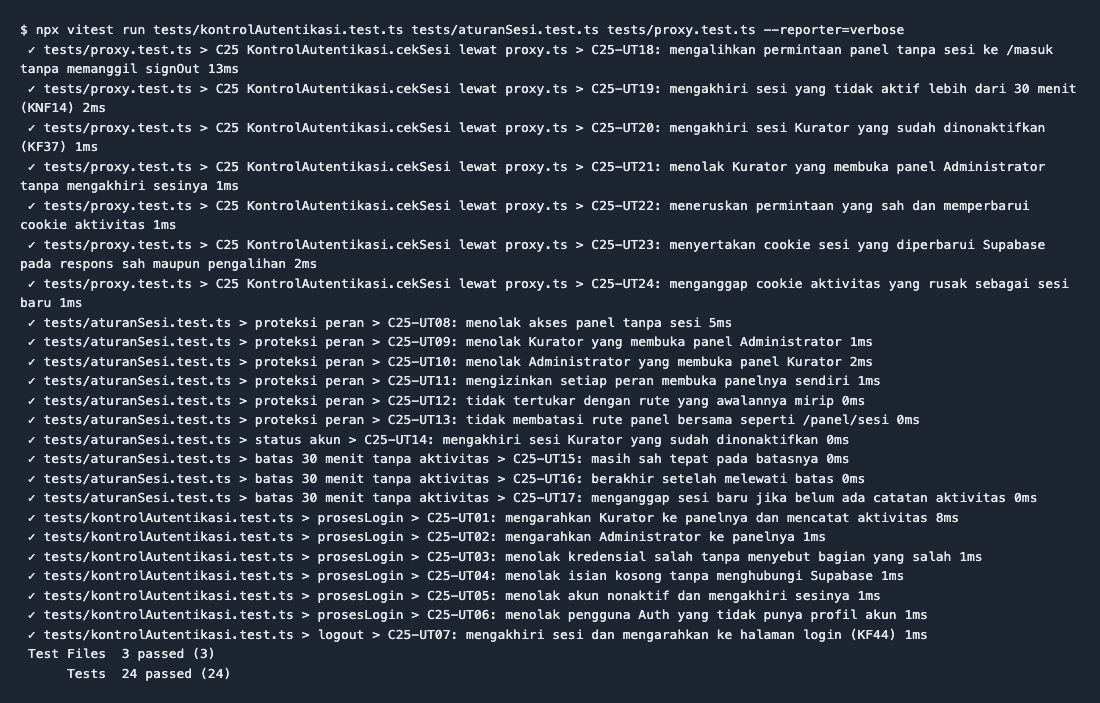 $ npx vitest run tests/kontrolAutentikasi.test.ts tests/aturanSesi.test.ts tests/proxy.test.ts --reporter=verbose
✓ tests/proxy.test.ts > C25 KontrolAutentikasi.cekSesi lewat proxy.ts > C25-UT18: mengalihkan permintaan panel tanpa sesi ke /masuk
tanpa memanggil signOut 13ms
✓ tests/proxy.test.ts > C25 KontrolAutentikasi.cekSesi lewat proxy.ts > C25-UT19: mengakhiri sesi yang tidak aktif lebih dari 30 menit
(KNF14) 2ms
✓ tests/proxy.test.ts > C25 KontrolAutentikasi.cekSesi lewat proxy.ts > C25-UT20: mengakhiri sesi Kurator yang sudah dinonaktifkan
(KF37) 1ms
✓ tests/proxy.test.ts > C25 KontrolAutentikasi.cekSesi lewat proxy.ts > C25-UT21: menolak Kurator yang membuka panel Administrator
tanpa mengakhiri sesinya 1ms
✓ tests/proxy.test.ts > C25 KontrolAutentikasi.cekSesi lewat proxy.ts > C25-UT22: meneruskan permintaan yang sah dan memperbarui
cookie aktivitas 1ms
✓ tests/proxy.test.ts > C25 KontrolAutentikasi.cekSesi lewat proxy.ts > C25-UT23: menyertakan cookie sesi yang diperbarui Supabase
pada respons sah maupun pengalihan 2ms
✓ tests/proxy.test.ts > C25 KontrolAutentikasi.cekSesi lewat proxy.ts > C25-UT24: menganggap cookie aktivitas yang rusak sebagai sesi
baru 1ms
✓ tests/aturanSesi.test.ts > proteksi peran > C25-UT08: menolak akses panel tanpa sesi 5ms
✓ tests/aturanSesi.test.ts > proteksi peran > C25-UT09: menolak Kurator yang membuka panel Administrator 1ms
✓ tests/aturanSesi.test.ts > proteksi peran > C25-UT10: menolak Administrator yang membuka panel Kurator 2ms
✓ tests/aturanSesi.test.ts > proteksi peran > C25-UT11: mengizinkan setiap peran membuka panelnya sendiri 1ms
✓ tests/aturanSesi.test.ts > proteksi peran > C25-UT12: tidak tertukar dengan rute yang awalannya mirip 0ms
✓ tests/aturanSesi.test.ts > proteksi peran > C25-UT13: tidak membatasi rute panel bersama seperti /panel/sesi 0ms
✓ tests/aturanSesi.test.ts > status akun > C25-UT14: mengakhiri sesi Kurator yang sudah dinonaktifkan 0ms
✓ tests/aturanSesi.test.ts > batas 30 menit tanpa aktivitas > C25-UT15: masih sah tepat pada batasnya 0ms
✓ tests/aturanSesi.test.ts > batas 30 menit tanpa aktivitas > C25-UT16: berakhir setelah melewati batas 0ms
✓ tests/aturanSesi.test.ts > batas 30 menit tanpa aktivitas > C25-UT17: menganggap sesi baru jika belum ada catatan aktivitas 0ms
✓ tests/kontrolAutentikasi.test.ts > prosesLogin > C25-UT01: mengarahkan Kurator ke panelnya dan mencatat aktivitas 8ms
✓ tests/kontrolAutentikasi.test.ts > prosesLogin > C25-UT02: mengarahkan Administrator ke panelnya 1ms
✓ tests/kontrolAutentikasi.test.ts > prosesLogin > C25-UT03: menolak kredensial salah tanpa menyebut bagian yang salah 1ms
✓ tests/kontrolAutentikasi.test.ts > prosesLogin > C25-UT04: menolak isian kosong tanpa menghubungi Supabase 1ms
✓ tests/kontrolAutentikasi.test.ts > prosesLogin > C25-UT05: menolak akun nonaktif dan mengakhiri sesinya 1ms
✓ tests/kontrolAutentikasi.test.ts > prosesLogin > C25-UT06: menolak pengguna Auth yang tidak punya profil akun 1ms
✓ tests/kontrolAutentikasi.test.ts > logout > C25-UT07: mengakhiri sesi dan mengarahkan ke halaman login (KF44) 1ms
Test Files  3 passed (3)
Tests  24 passed (24)